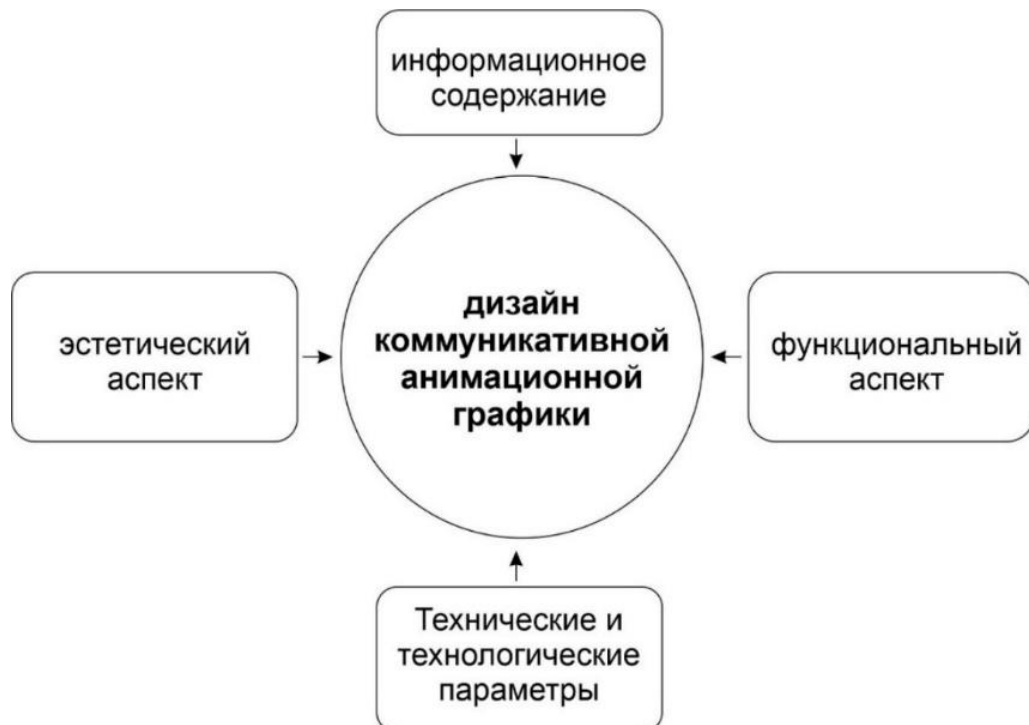 информационное
содержание
эстетический
аспект
дизайн
коммуникативной
анимационной
графики
функциональный
аспект
Технические и
технологические
параметры